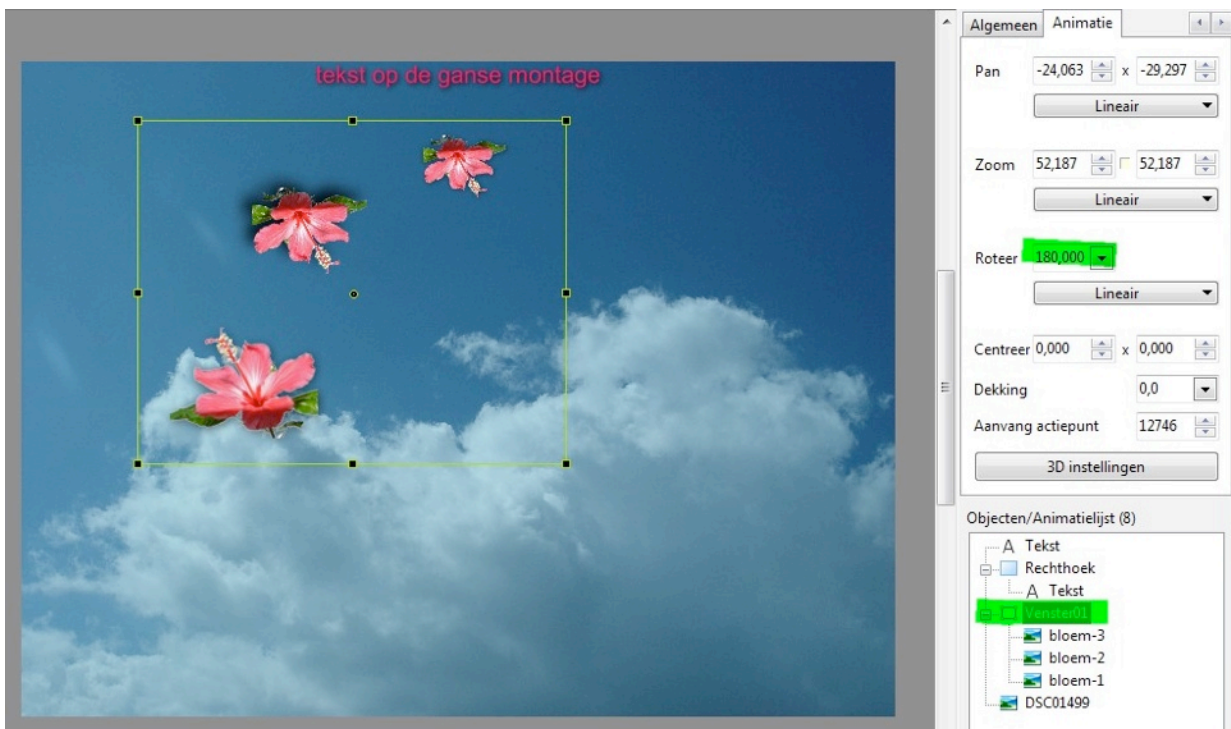 tekst op de ganse montage
Algemeen Animatie
Pan -24,063 x -29,297
Lineair
Zoom 52,187 52,187
Lineair
Roteer 180,000
Lineair
Centreer 0,000 x 0,000
Dekking 0,0
Aanvang actiepunt 12746
3D instellingen
Objecten/Animatielijst (8)
A Tekst
Rechthoek
A Tekst
Venster01
bloem-3
bloem-2
bloem-1
DSC01499